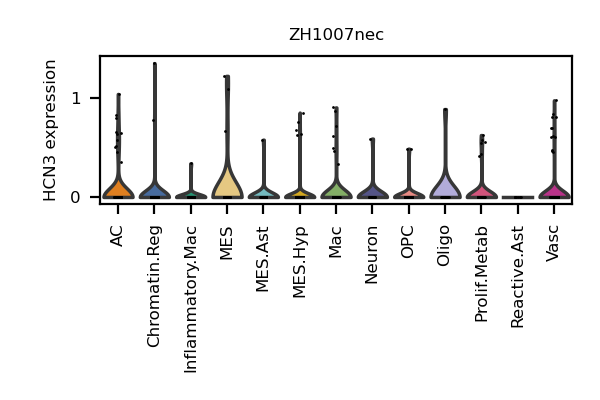 ZH1007nec
HCN3 expression
1
0
AC
Chromatin.Reg
Inflammatory.Mac
MES
MES.Ast
MES.Hyp
Mac
Neuron
OPC
Oligo
Prolif.Metab
Reactive.Ast
Vasc